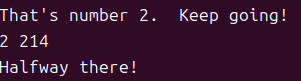 That's number 2.  Keep going!
2 214
Halfway there!